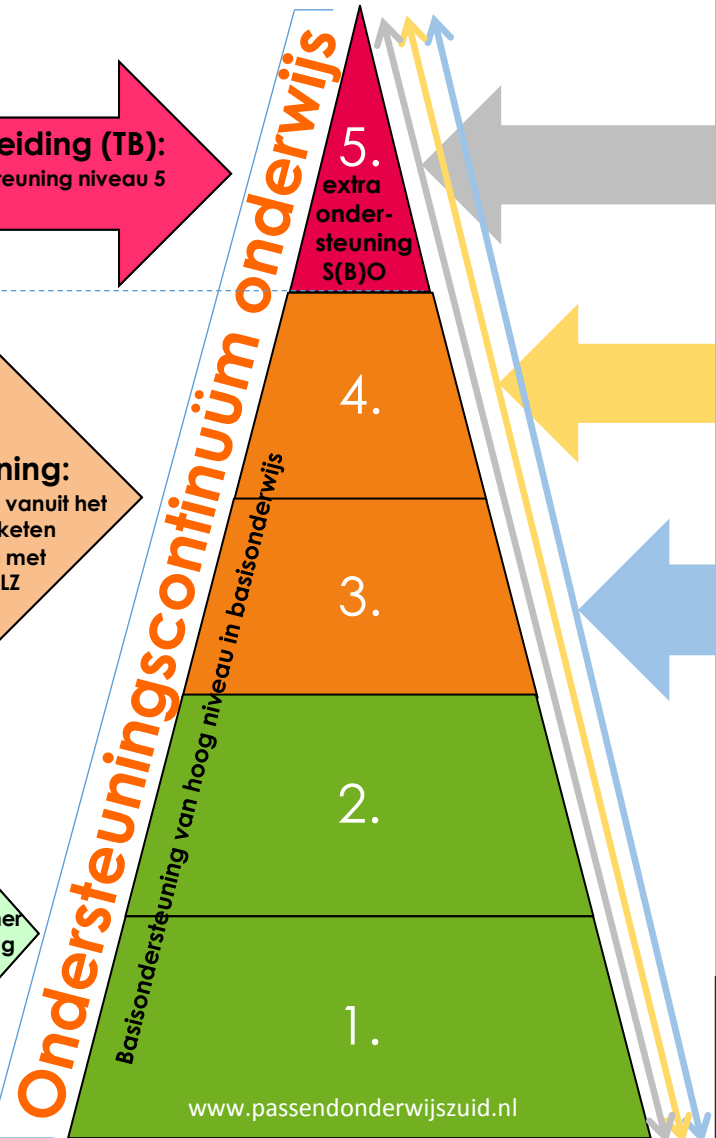 Ondersteuningscontinuüm onderwijs
eiding (TB):
teuning niveau 5
5.
extra
onder-
steuning
S(B)O
4.
ning:
vanuit het
keten
met
LZ
Basisondersteuning van hoog niveau in basisonderwijs
3.
2.
ner
g
1.
www.passendonderwijszuid.nl